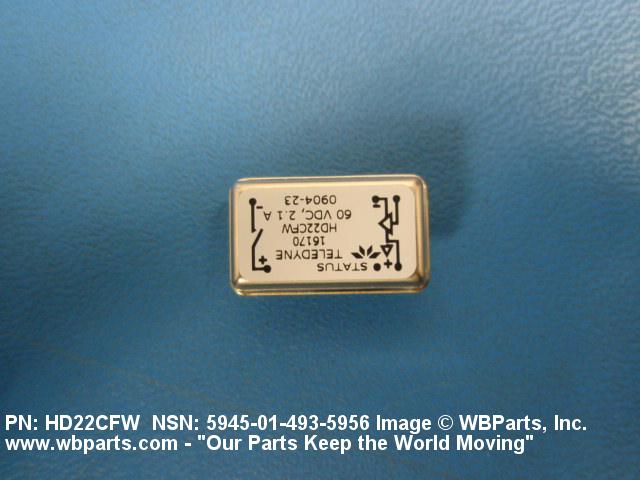 STATUS
TELEDYNE
16170
HD22CFW
60 VDC, 2.1 A
0904-23
PN: HD22CFW NSN: 5945-01-493-5956 Image © WBParts, Inc.
www.wbparts.com - "Our Parts Keep the World Moving"